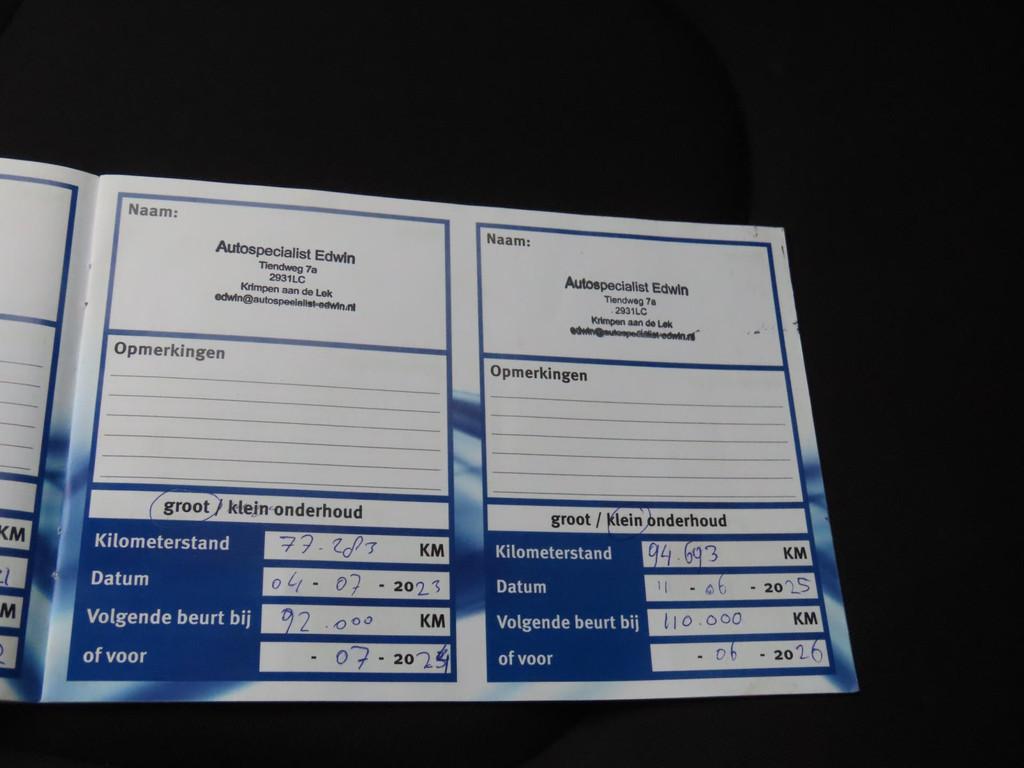 Naam:
Autospecialist Edwin
Tiendweg 7a
2931LC
Krimpen aan de Lek
edwin@autospecialist-edwin.nl
Opmerkingen
groot / klein onderhoud
Kilometerstand 77.283 KM
Datum 04 - 07 - 2023
Volgende beurt bij 92.000 KM
of voor - 07 - 2024
Naam:
Autospecialist Edwin
Tiendweg 7a
2931LC
Krimpen aan de Lek
edwin@autospecialist-edwin.nl
Opmerkingen
groot / klein onderhoud
Kilometerstand 94.693 KM
Datum 11 - 06 - 2025
Volgende beurt bij 110.000 KM
of voor - 06 - 2026
KM
M